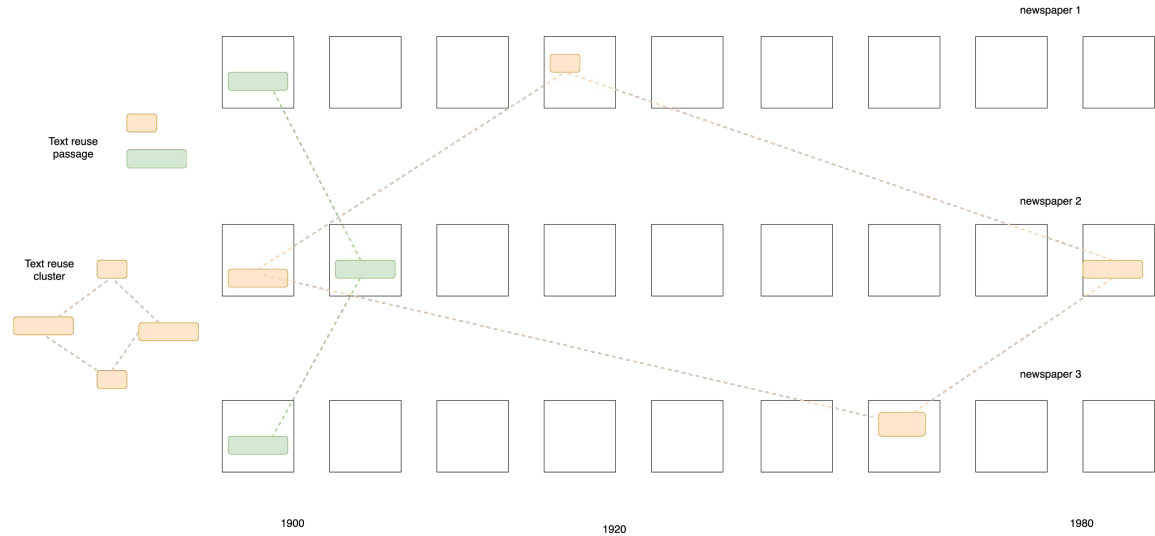 newspaper 1
Text reuse
passage
newspaper 2
Text reuse
cluster
newspaper 3
1900
1920
1980